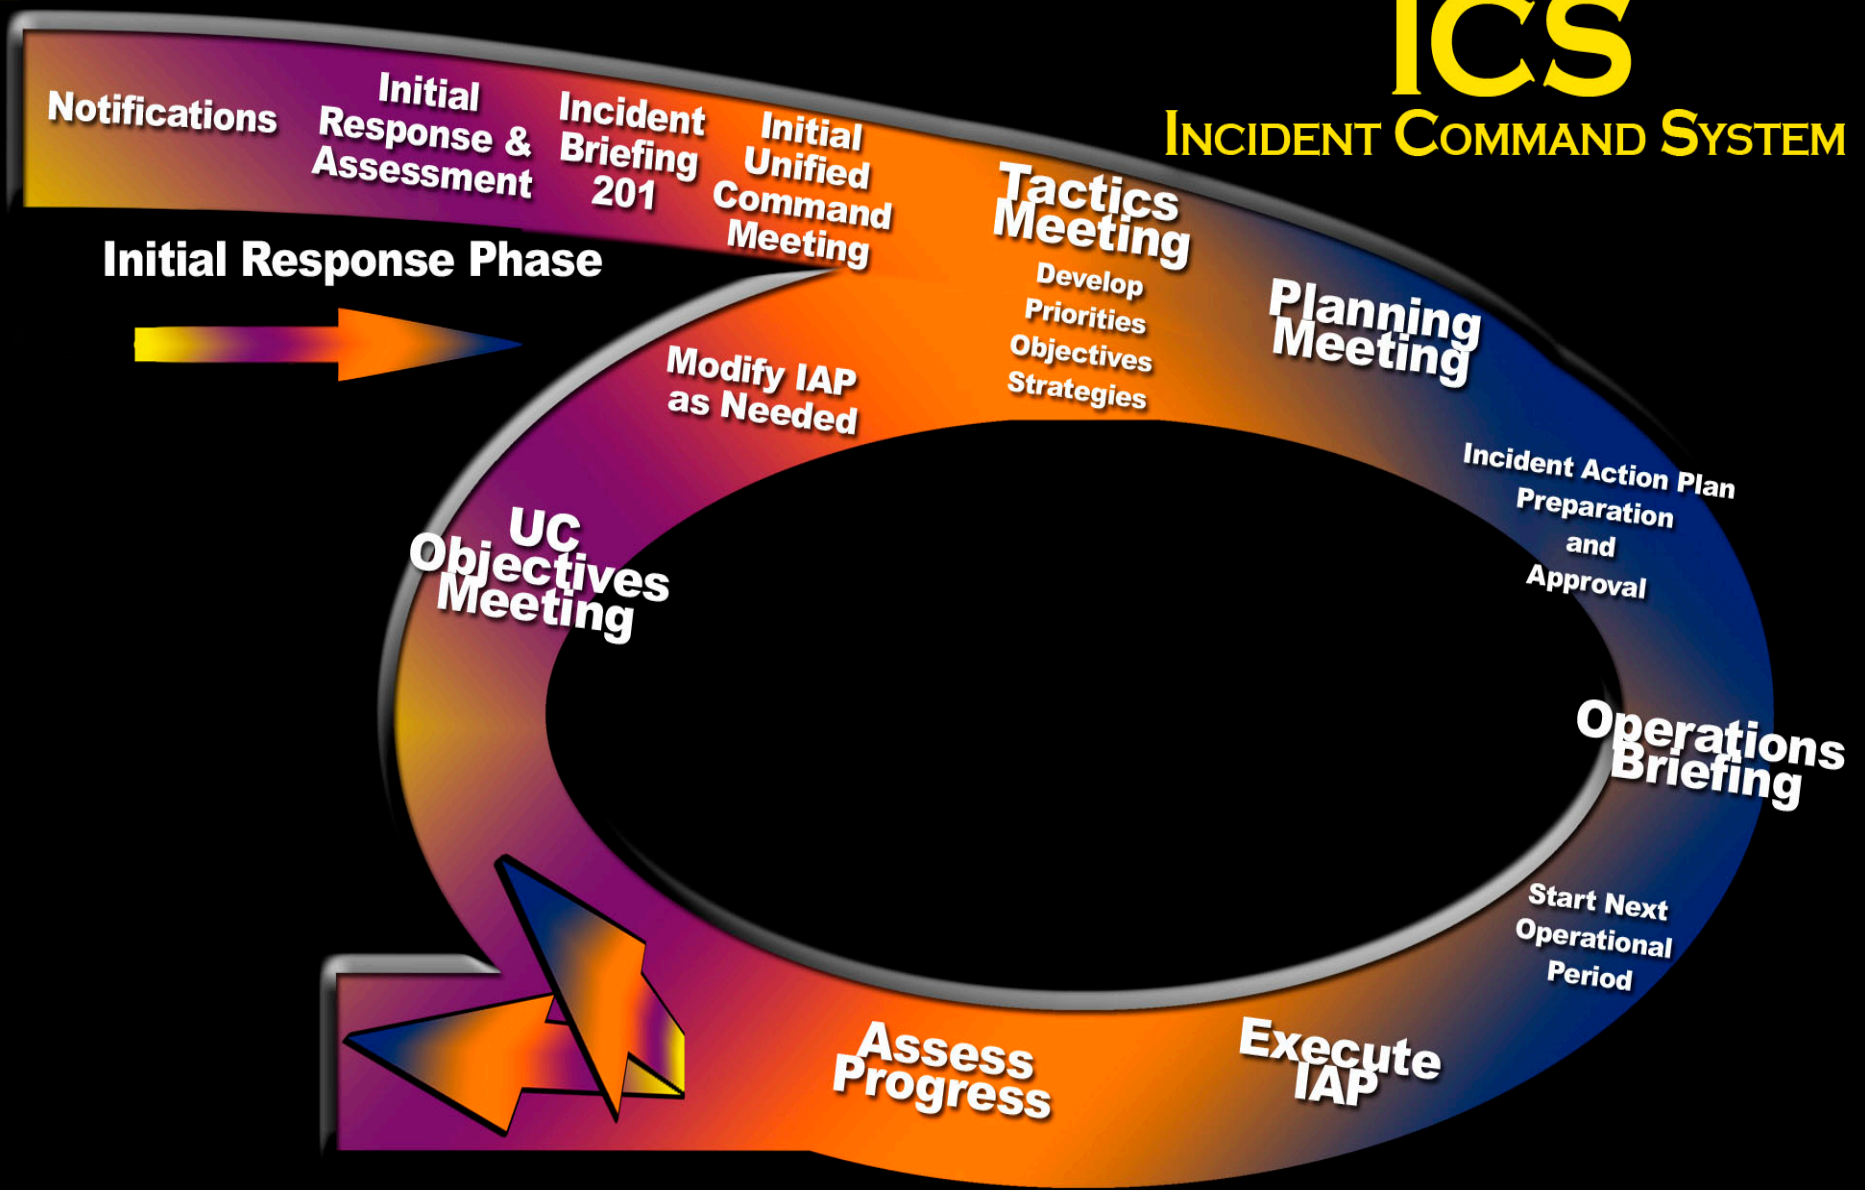 ICS
INCIDENT COMMAND SYSTEM
Notifications
Initial
Response &
Assessment
Incident
Briefing
201
Initial
Unified
Command
Meeting
Initial Response Phase
Tactics
Meeting
Develop
Priorities
Objectives
Strategies
Planning
Meeting
Incident Action Plan
Preparation
and
Approval
Operations
Briefing
Start Next
Operational
Period
Execute
IAP
Assess
Progress
UC
Objectives
Meeting
Modify IAP
as Needed